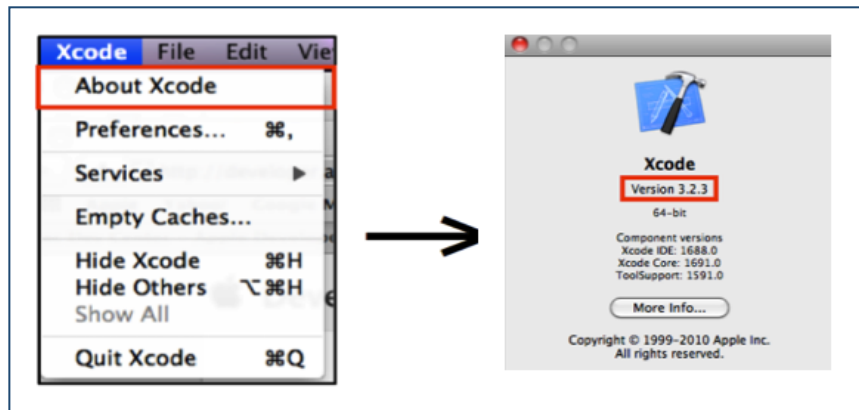 Xcode File Edit
About Xcode
Preferences... ⌘,
Services ▶
Empty Caches...
Hide Xcode ⌘H
Hide Others ⌥⌘H
Show All
Quit Xcode ⌘Q
Xcode
Version 3.2.3
64-bit
Component versions
Xcode IDE: 1688.0
Xcode Core: 1691.0
ToolSupport: 1591.0
More Info...
Copyright © 1999-2010 Apple Inc.
All rights reserved.